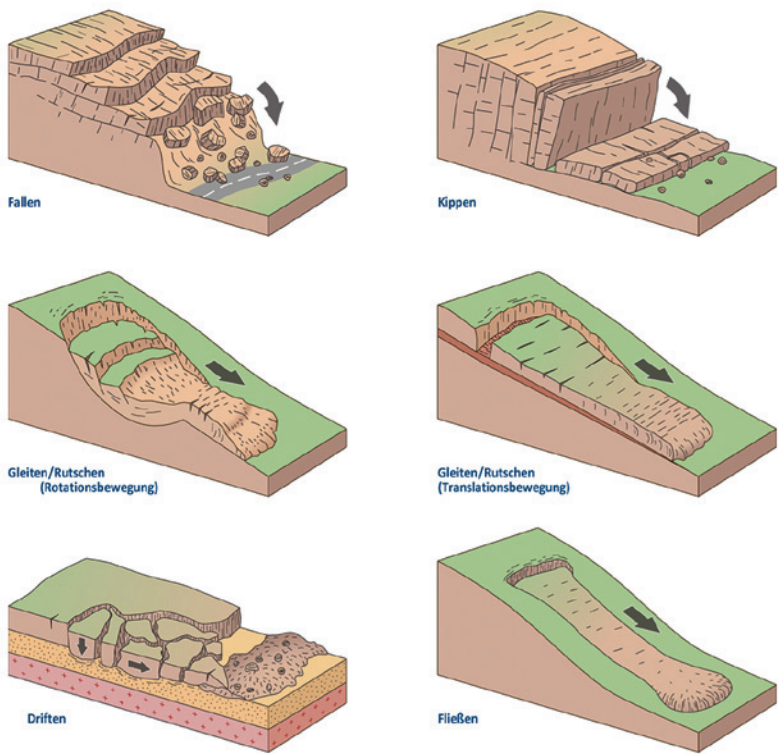 Fallen
Kippen
Gleiten/Rutschen
(Rotationsbewegung)
Gleiten/Rutschen
(Translationsbewegung)
Driften
Fließen